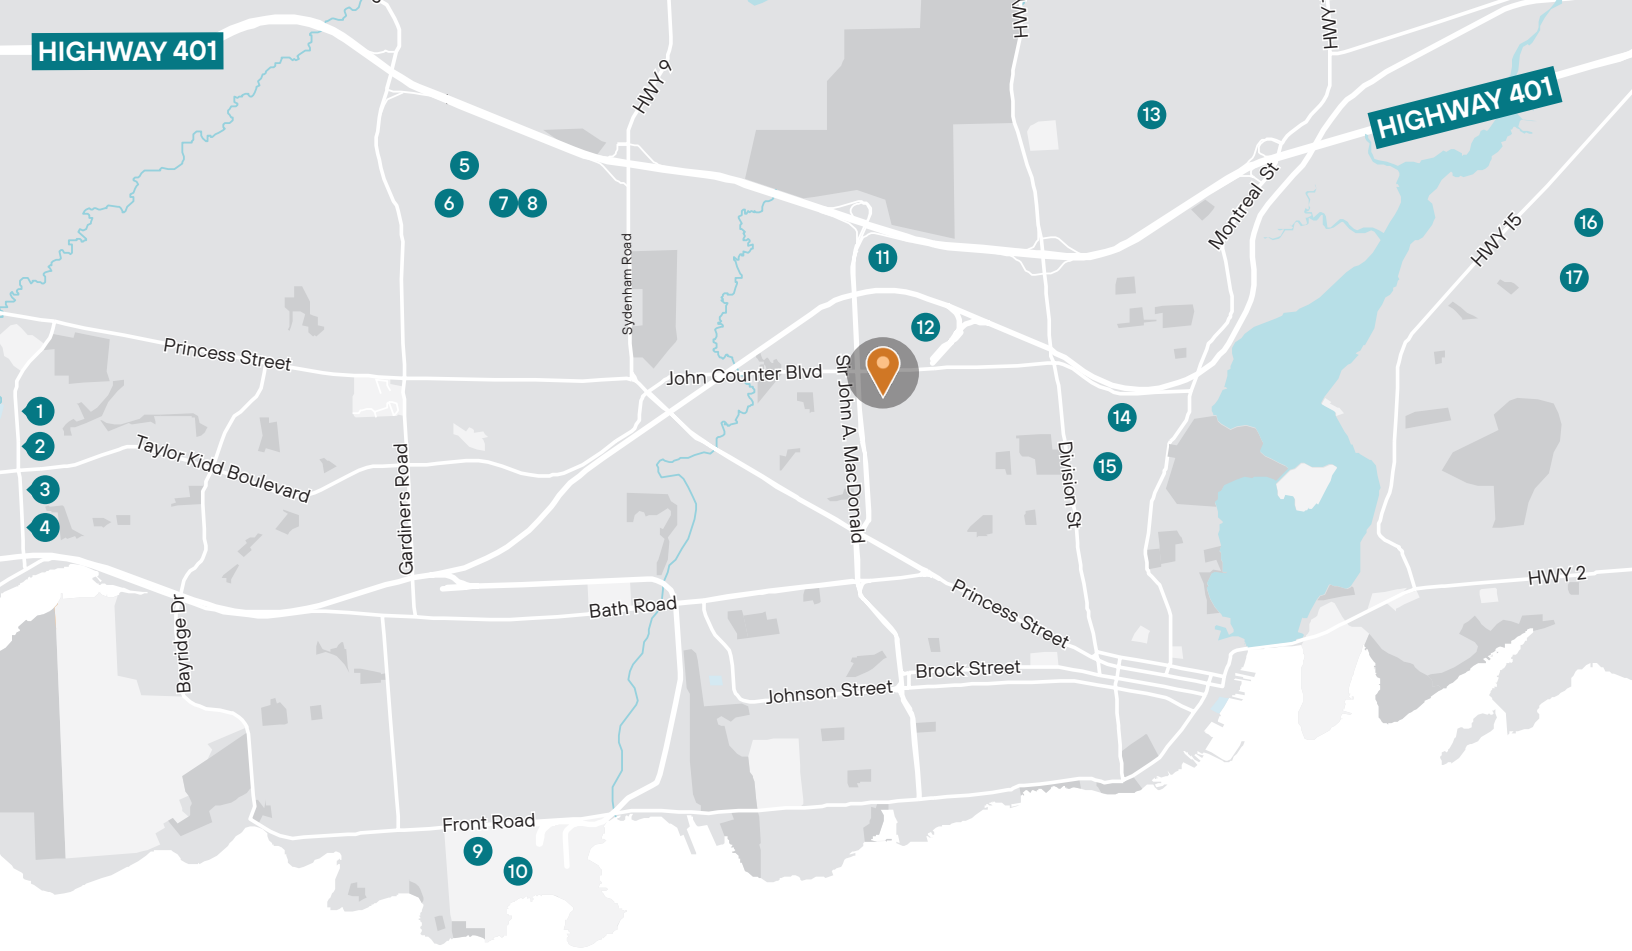 HIGHWAY 401
HWY 9
HWY
HWY
HIGHWAY 401
13
5
6
7
8
Montreal St
HWY 15
16
17
11
Sydenham Road
12
Princess Street
John Counter Blvd
Sir John A. MacDonald
1
2
3
4
Taylor Kidd Boulevard
Gardiners Road
14
15
Division St
HWY 2
Bayridge Dr
Bath Road
Princess Street
Brock Street
Johnson Street
Front Road
9
10